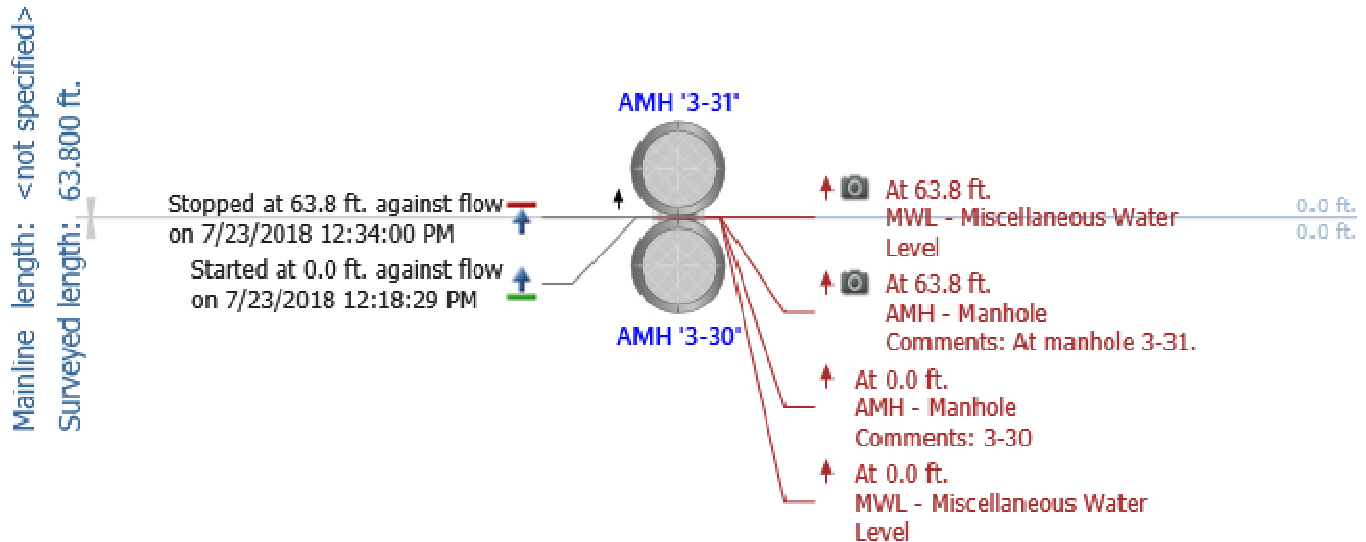 Mainline length: <not specified>
Surveyed length: 63.800 ft.
AMH "3-31"
Stopped at 63.8 ft. against flow
on 7/23/2018 12:34:00 PM
Started at 0.0 ft. against flow
on 7/23/2018 12:18:29 PM
AMH "3-30"
At 63.8 ft.
MWL - Miscellaneous Water
Level
At 63.8 ft.
AMH - Manhole
Comments: At manhole 3-31.
At 0.0 ft.
AMH - Manhole
Comments: 3-30
At 0.0 ft.
MWL - Miscellaneous Water
Level
0.0 ft.
0.0 ft.